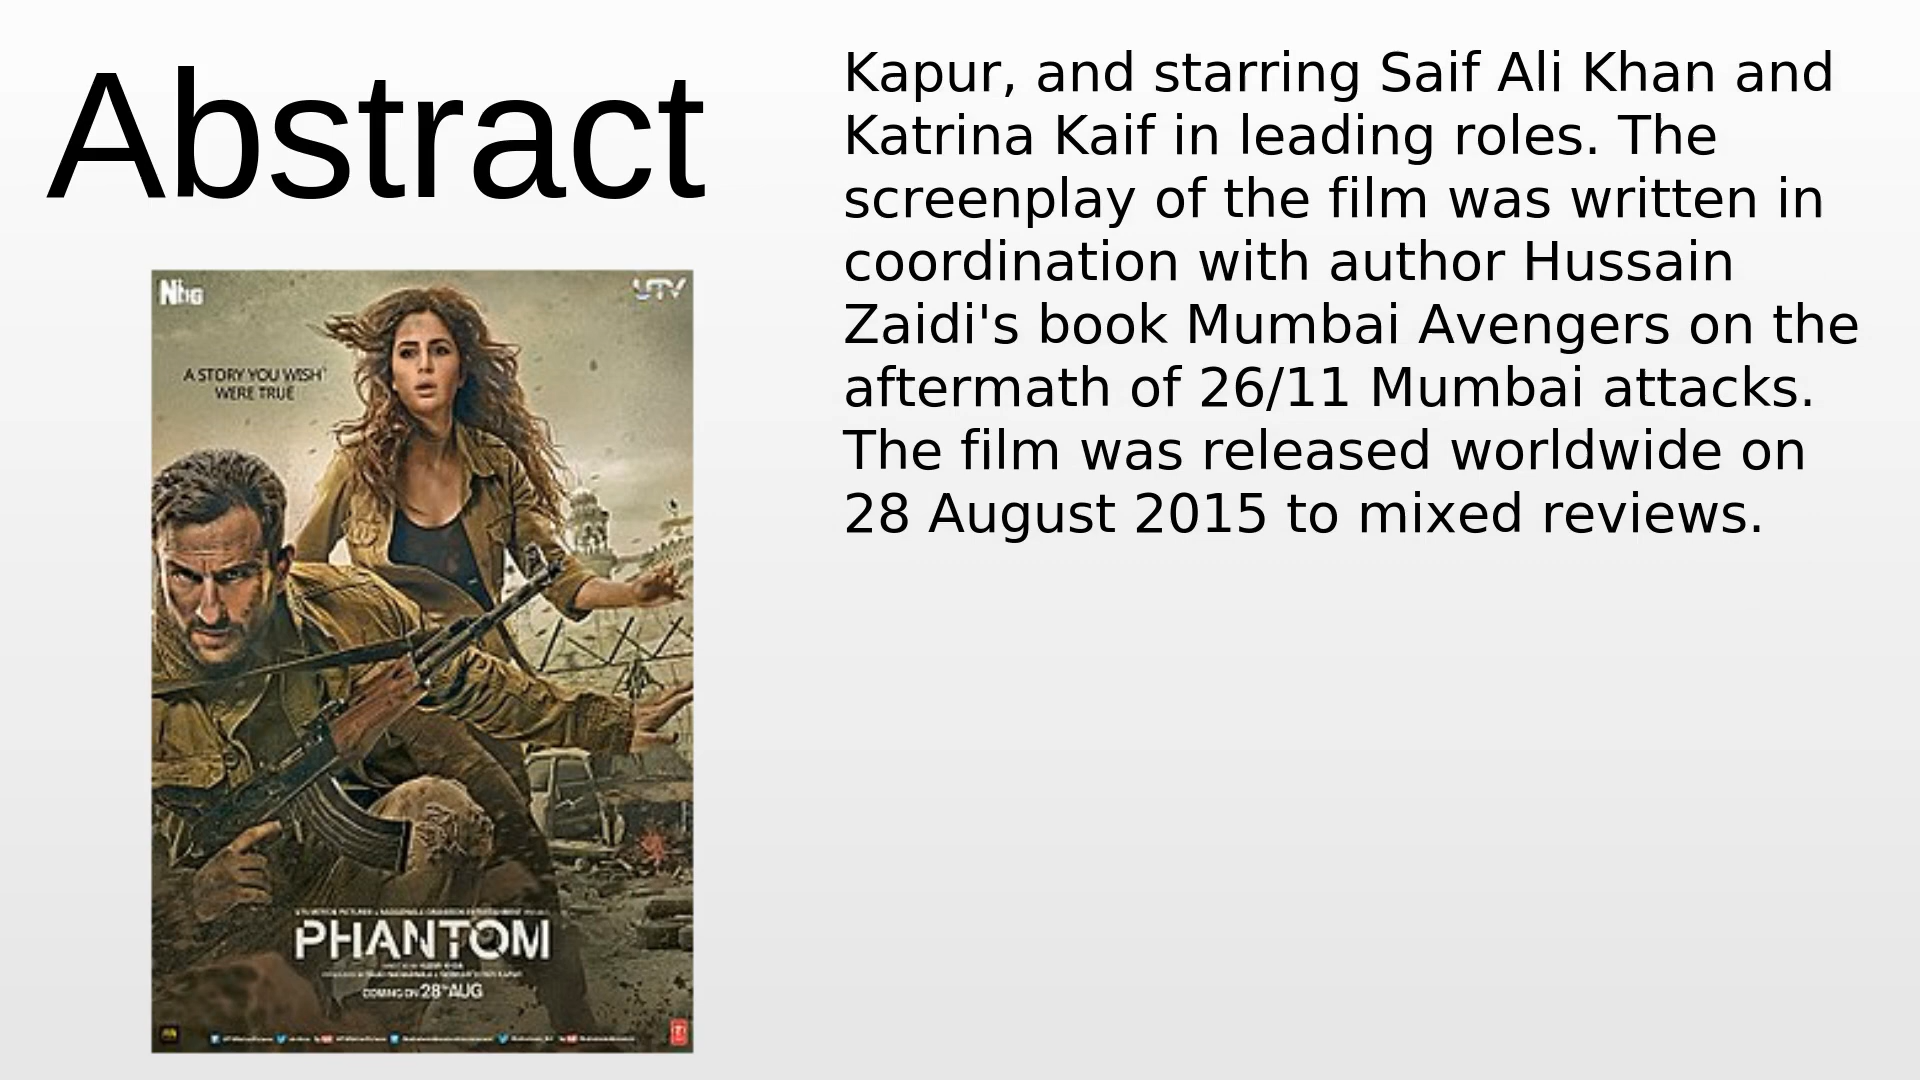 Abstract
Kapur, and starring Saif Ali Khan and
Katrina Kaif in leading roles. The
screenplay of the film was written in
coordination with author Hussain
Zaidi's book Mumbai Avengers on the
aftermath of 26/11 Mumbai attacks.
The film was released worldwide on
28 August 2015 to mixed reviews.
UTV
A STORY YOU WISH
WERE TRUE
PHANTOM
COMING ON 28TH AUG